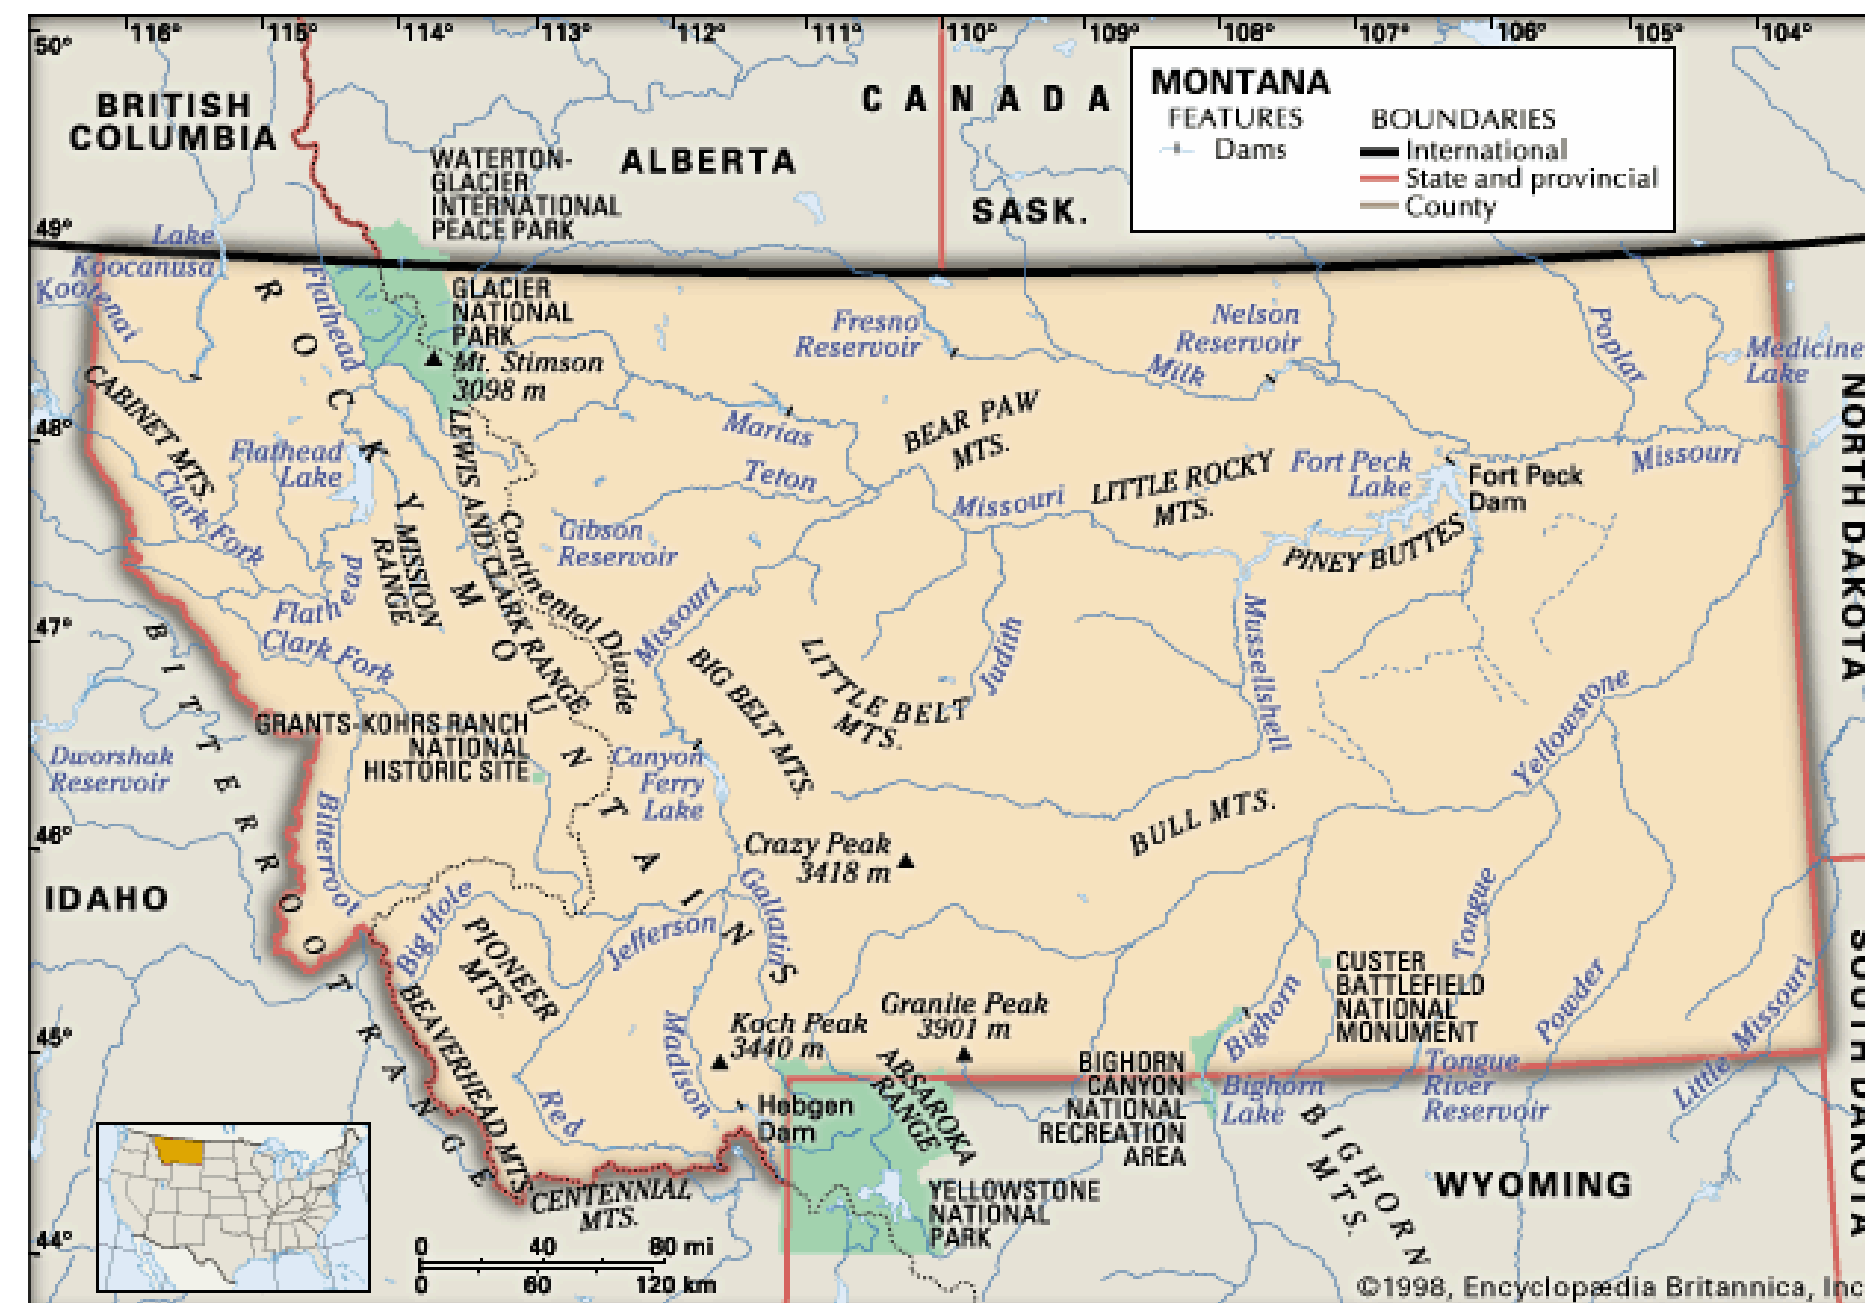 116°
115°
114°
113°
112°
111°
110°
109°
108°
107°
106°
105°
104°
50°
49°
48°
47°
46°
45°
44°
MONTANA
FEATURES
Dams
BOUNDARIES
International
State and provincial
County
BRITISH
COLUMBIA
ALBERTA
CANADA
SASK.
WATERTON-
GLACIER
INTERNATIONAL
PEACE PARK
Lake
Koocanusa
Kootenai
Flathead
GLACIER
NATIONAL
PARK
Mt. Stimson
3098 m
Fresno
Reservoir
Nelson
Reservoir
Milk
Poplar
Medicine
Lake
NORTH DAKOTA
ROCKY MOUNTAINS
CABINET MTS.
Flathead
Lake
Clark Fork
LEWIS AND CLARK RANGE
Continental Divide
MISSION
RANGE
Marias
Teton
BEAR PAW
MTS.
Missouri
LITTLE ROCKY
MTS.
Fort Peck
Lake
Fort Peck
Dam
Missouri
PINEY BUTTES
Gibson
Reservoir
Flathead
Clark Fork
Missouri
BIG BELT MTS.
LITTLE BELT
MTS.
Judith
Musselshell
Yellowstone
BITTERROOT RANGE
GRANTS-KOHRS RANCH
NATIONAL
HISTORIC SITE
Dworshak
Reservoir
Canyon
Ferry
Lake
Bitterroot
IDAHO
Crazy Peak
3418 m
BULL MTS.
Gallatin
Big Hole
PIONEER
MTS.
Jefferson
BEAVERHEAD MTS.
Madison
Koch Peak
3440 m
Granite Peak
3901 m
ABSAROKA
RANGE
Tongue
Powder
Little Missouri
CUSTER
BATTLEFIELD
NATIONAL
MONUMENT
Bighorn
BIGHORN
CANYON
NATIONAL
RECREATION
AREA
Bighorn
Lake
Tongue
River
Reservoir
SOUTH DAKOTA
Red
Hebgen
Dam
CENTENNIAL
MTS.
YELLOWSTONE
NATIONAL
PARK
BIGHORN
MTS.
WYOMING
0 40 80 mi
0 60 120 km
©1998, Encyclopædia Britannica, Inc